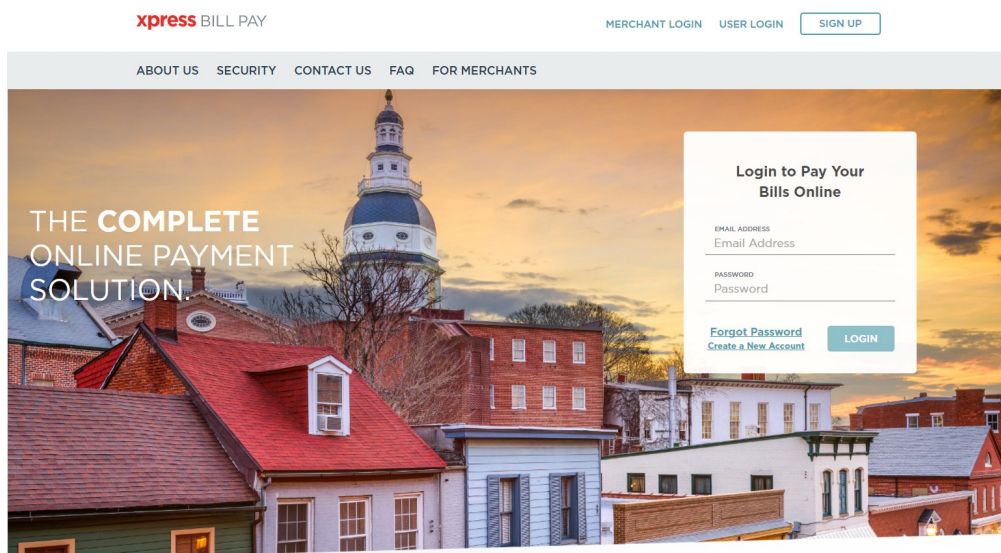 xpress BILL PAY
MERCHANT LOGIN USER LOGIN SIGN UP
ABOUT US SECURITY CONTACT US FAQ FOR MERCHANTS
THE COMPLETE
ONLINE PAYMENT
SOLUTION.
Login to Pay Your
Bills Online
EMAIL ADDRESS
Email Address
PASSWORD
Password
Forgot Password
Create a New Account
LOGIN